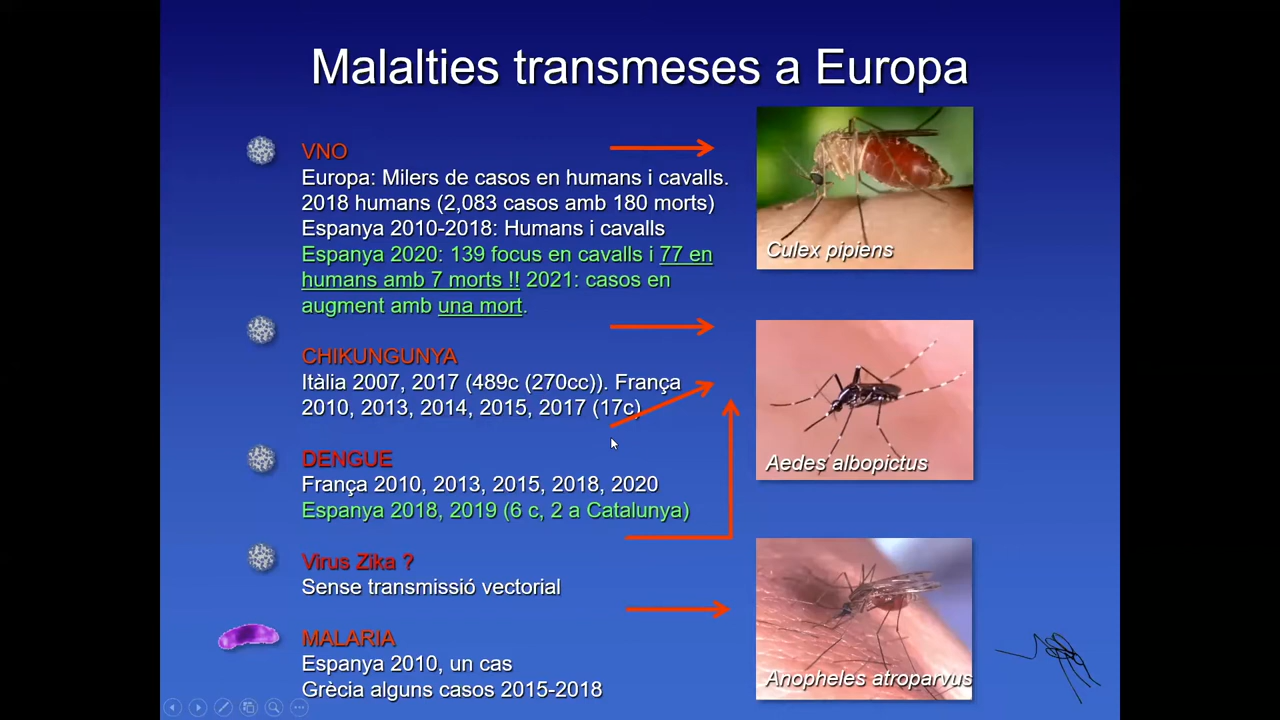 Malalties transmeses a Europa
VNO
Europa: Milers de casos en humans i cavalls.
2018 humans (2,083 casos amb 180 morts)
Espanya 2010-2018: Humans i cavalls
Espanya 2020: 139 focus en cavalls i 77 en
humans amb 7 morts !! 2021: casos en
augment amb una mort.
Culex pipiens
CHIKUNGUNYA
Itàlia 2007, 2017 (489c (270cc)). França
2010, 2013, 2014, 2015, 2017 (17c)
Aedes albopictus
DENGUE
França 2010, 2013, 2015, 2018, 2020
Espanya 2018, 2019 (6 c, 2 a Catalunya)
Virus Zika ?
Sense transmissió vectorial
MALARIA
Espanya 2010, un cas
Grècia alguns casos 2015-2018
Anopheles atroparvus